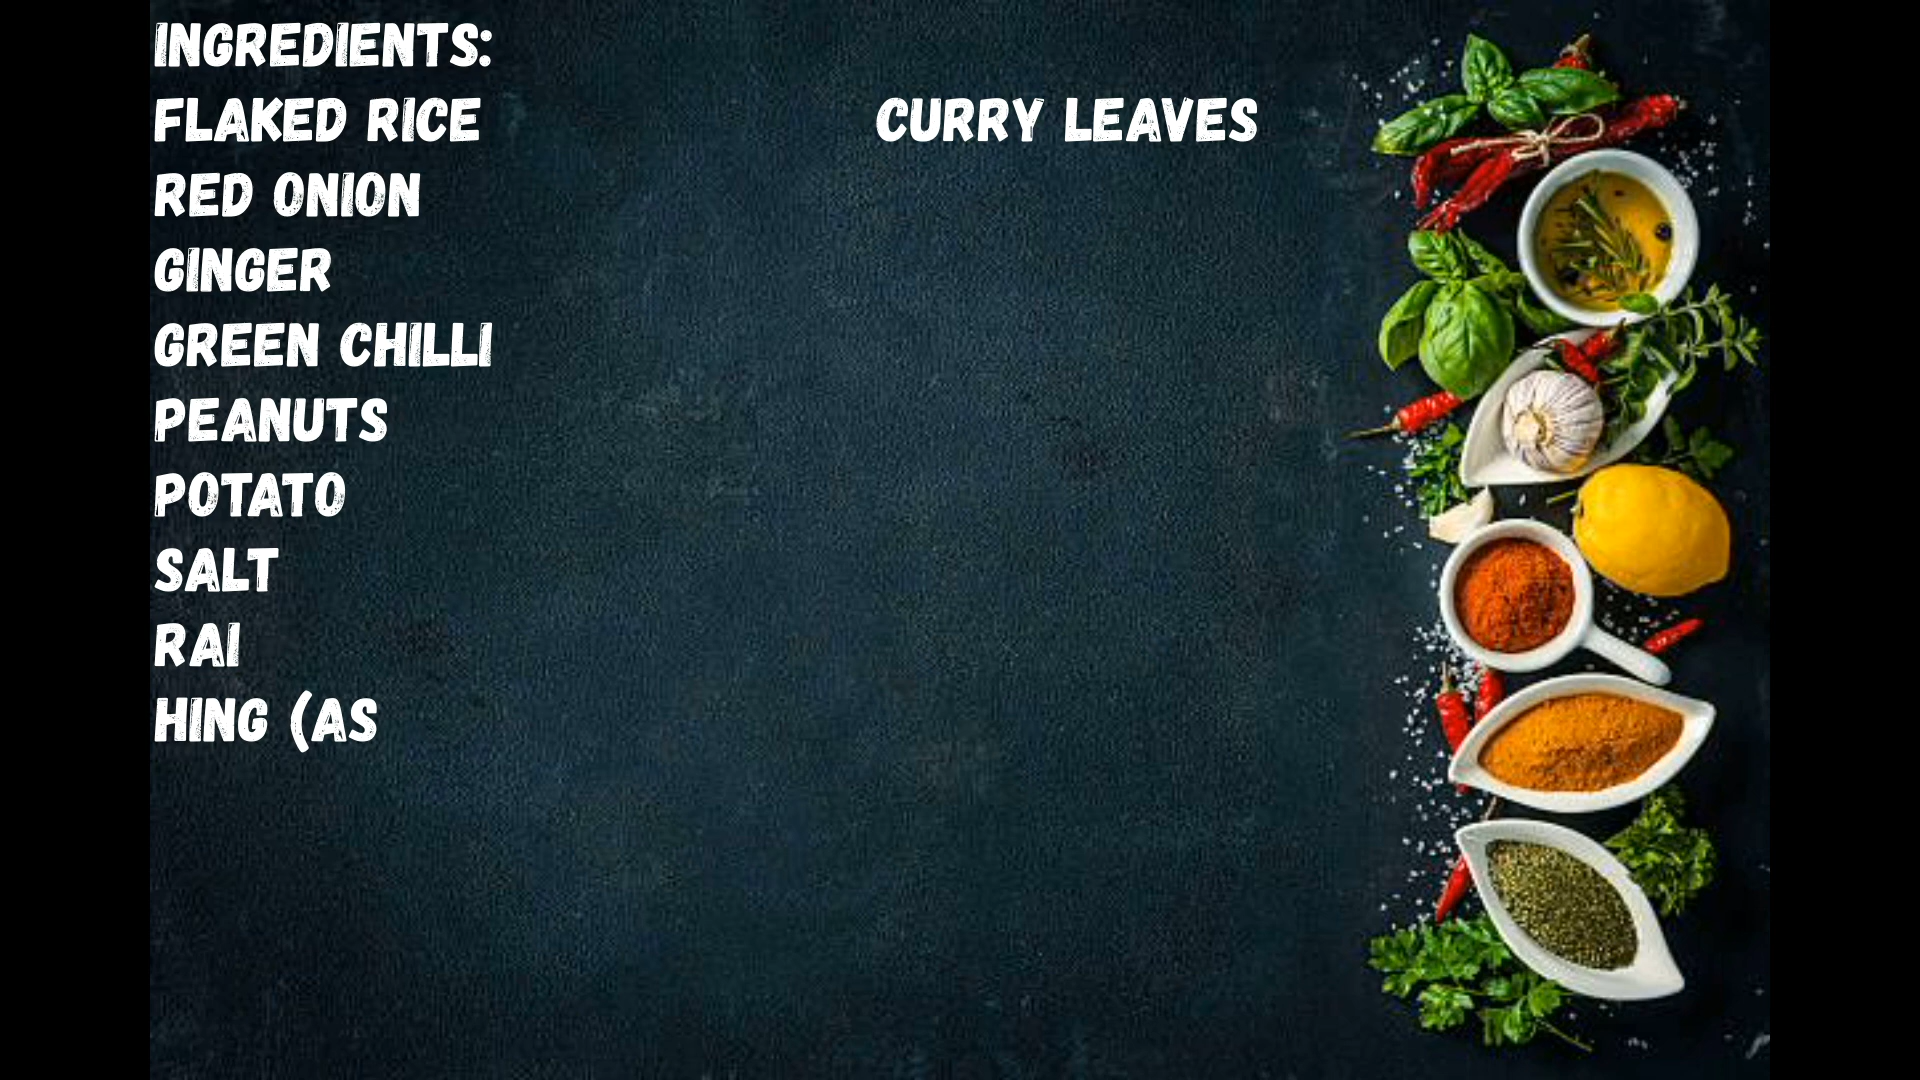 INGREDIENTS:
FLAKED RICE
RED ONION
GINGER
GREEN CHILLI
PEANUTS
POTATO
SALT
RAI
HING (AS
CURRY LEAVES